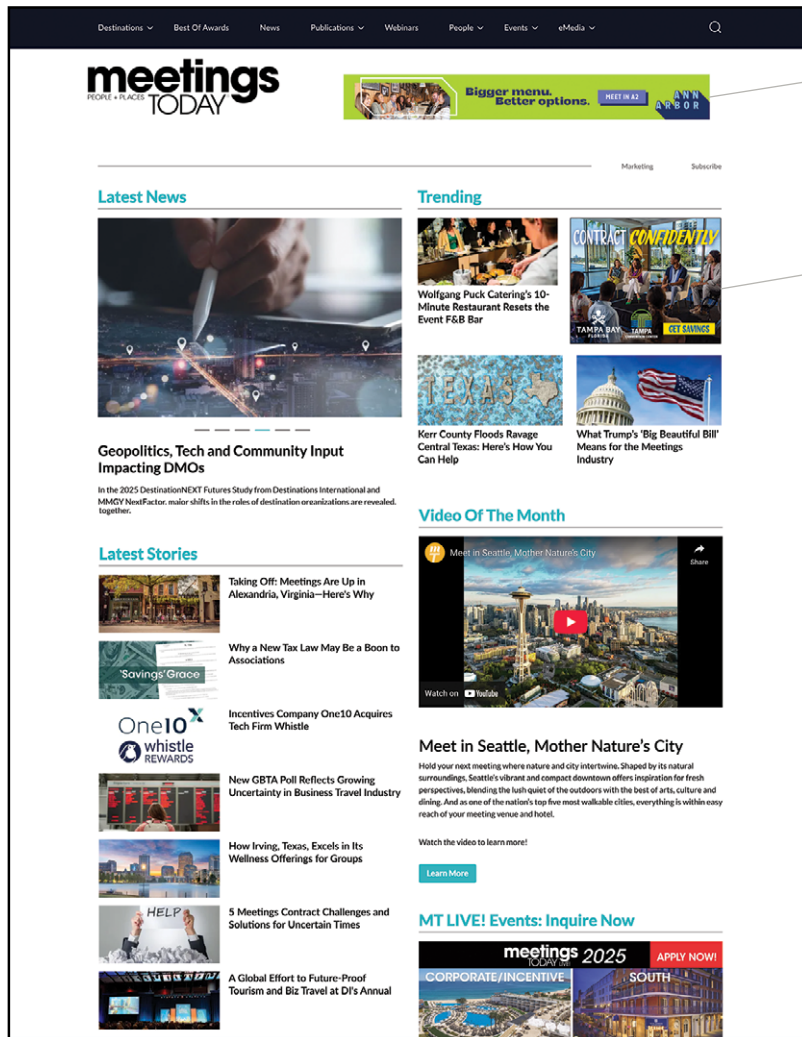 Destinations Best Of Awards News Publications Webinars People Events eMedia
meetings
PEOPLE + PLACES TODAY
Bigger menu.
Better options.
MEET IN A2
ANN
ARBOR
Marketing Subscribe
Latest News
Geopolitics, Tech and Community Input
Impacting DMOs
In the 2025 DestinationNEXT Futures Study from Destinations International and
MMGY NextFactor, major shifts in the roles of destination organizations are revealed.
together.
Trending
Wolfgang Puck Catering's 10-
Minute Restaurant Resets the
Event F&B Bar
CONTRACT CONFIDENTLY
TAMPA BAY
FLORIDA
TAMPA
GET SAVINGS
TEXAS
Kerr County Floods Ravage
Central Texas: Here's How You
Can Help
What Trump's 'Big Beautiful Bill'
Means for the Meetings
Industry
Latest Stories
Taking Off: Meetings Are Up in
Alexandria, Virginia—Here's Why
'Savings' Grace
Why a New Tax Law May Be a Boon to
Associations
One10 X
whistle
REWARDS
Incentives Company One10 Acquires
Tech Firm Whistle
New GBTA Poll Reflects Growing
Uncertainty in Business Travel Industry
How Irving, Texas, Excels in Its
Wellness Offerings for Groups
HELP
5 Meetings Contract Challenges and
Solutions for Uncertain Times
A Global Effort to Future-Proof
Tourism and Biz Travel at DI's Annual
Video Of The Month
Meet in Seattle, Mother Nature's City
Share
Watch on YouTube
Meet in Seattle, Mother Nature's City
Hold your next meeting where nature and city intertwine. Shaped by its natural
surroundings, Seattle's vibrant and compact downtown offers inspiration for fresh
perspectives, blending the lush quiet of the outdoors with the best of arts, culture and
dining. And as one of the nation's top five most walkable cities, everything is within easy
reach of your meeting venue and hotel.
Watch the video to learn more!
Learn More
MT LIVE! Events: Inquire Now
meetings
TODAY LIVE! 2025
APPLY NOW!
CORPORATE/INCENTIVE
SOUTH